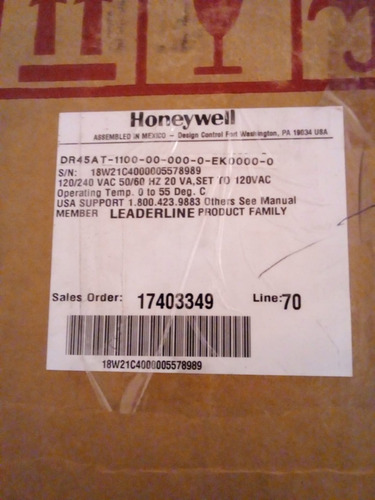 Honeywell
ASSEMBLED IN MEXICO - Design Control Fort Washington, PA 19034 USA
DR45AT-1100-00-000-0-EK0000-0
S/N: 18W21C4000005578989
120/240 VAC 50/60 HZ 20 VA,SET TO 120VAC
Operating Temp. 0 to 55 Deg. C
USA SUPPORT 1.800.423.9883 Others See Manual
MEMBER LEADERLINE PRODUCT FAMILY
Sales Order: 17403349 Line: 70
18W21C4000005578989